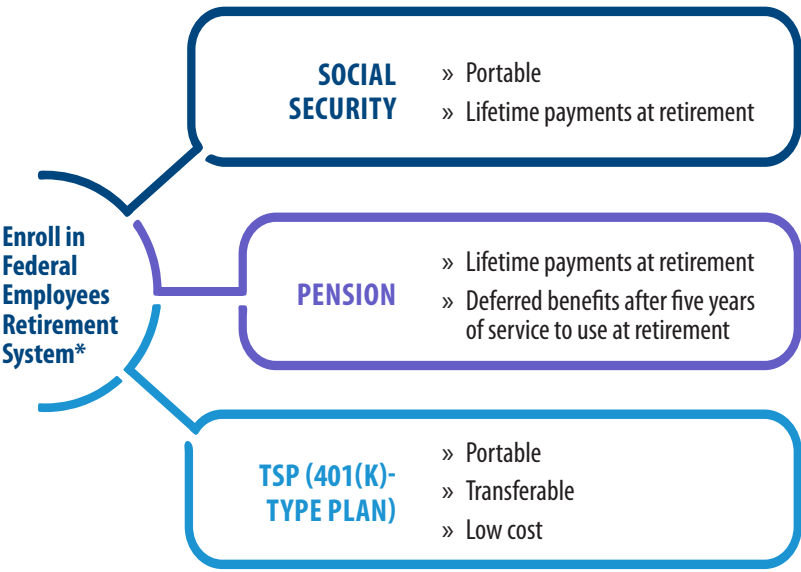 Enroll in
Federal
Employees
Retirement
System*
SOCIAL
SECURITY
» Portable
» Lifetime payments at retirement
PENSION
» Lifetime payments at retirement
» Deferred benefits after five years
of service to use at retirement
TSP (401(K)-
TYPE PLAN)
» Portable
» Transferable
» Low cost